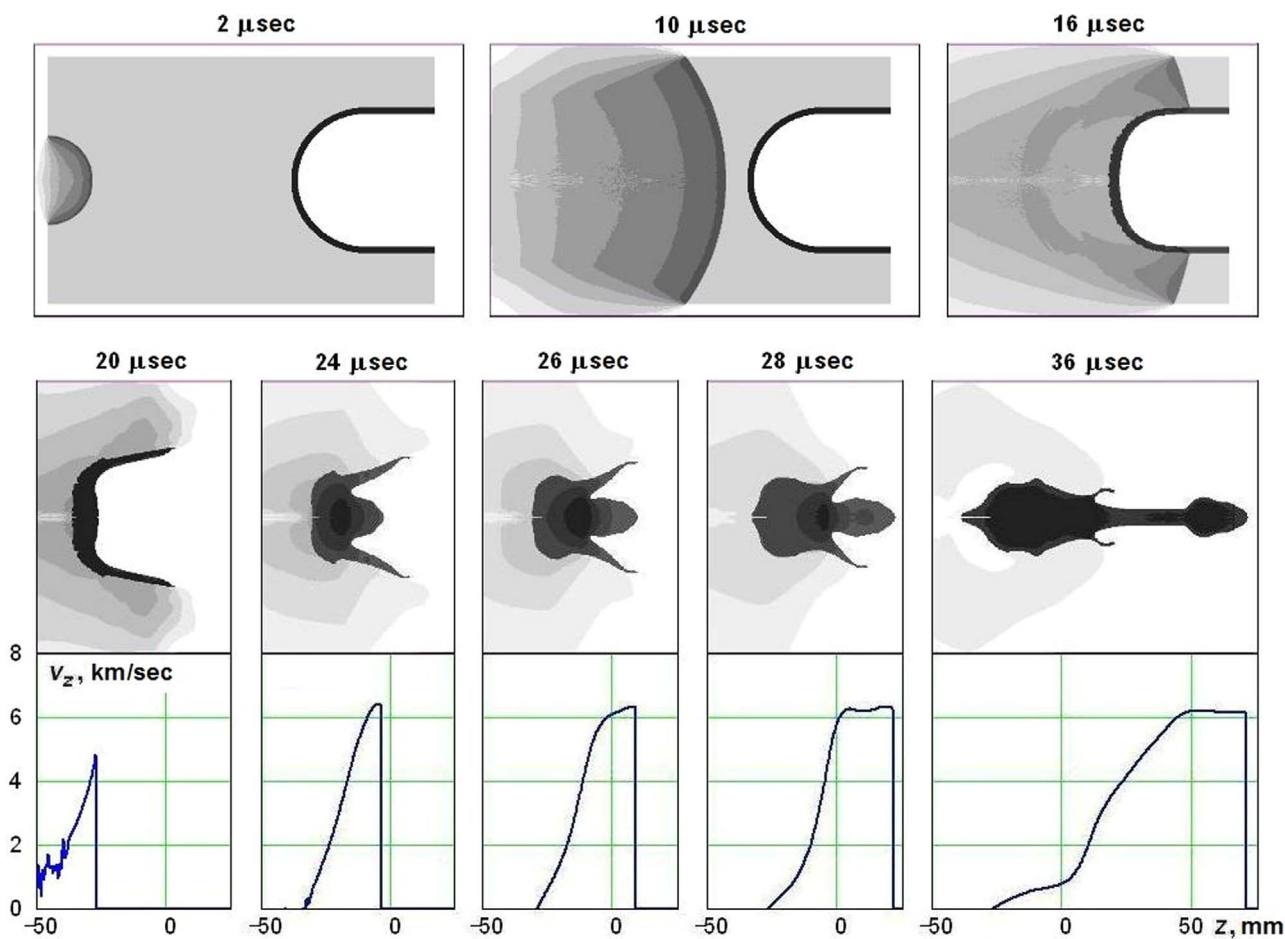 2 μsec 10 μsec 16 μsec
20 μsec 24 μsec 26 μsec 28 μsec 36 μsec
8
v_z, km/sec
6
4
2
0
−50 0 −50 0 −50 0 −50 0 −50 0 50 z, mm